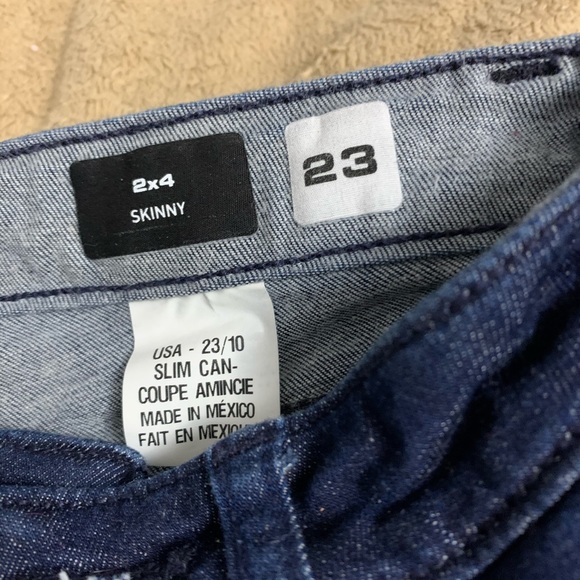 2x4
SKINNY
23
USA - 23/10
SLIM CAN-
COUPE AMINCIE
MADE IN MÉXICO
FAIT EN MEXIQU